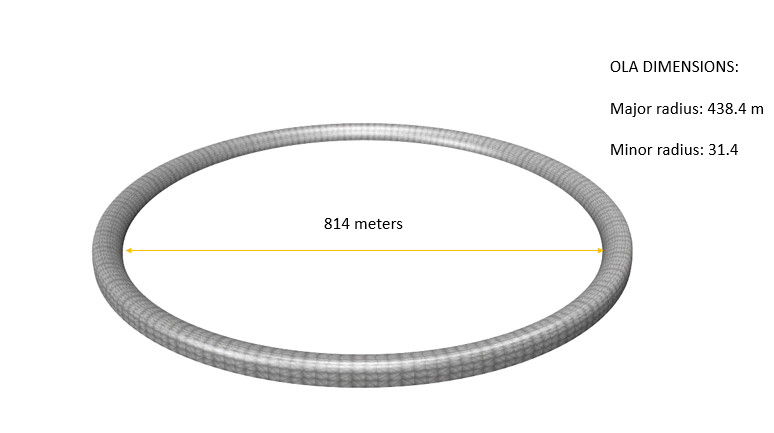 OLA DIMENSIONS:
Major radius: 438.4 m
Minor radius: 31.4
814 meters